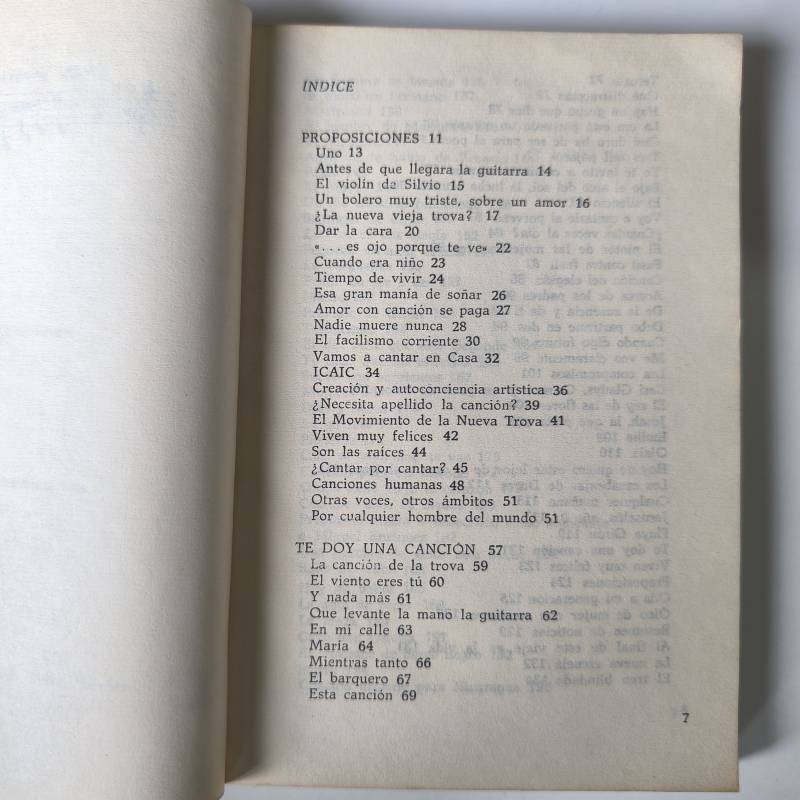 ÍNDICE
PROPOSICIONES 11
Uno 13
Antes de que llegara la guitarra 14
El violín de Silvio 15
Un bolero muy triste, sobre un amor 16
¿La nueva vieja trova? 17
Dar la cara 20
«... es ojo porque te ve» 22
Cuando era niño 23
Tiempo de vivir 24
Esa gran manía de soñar 26
Amor con canción se paga 27
Nadie muere nunca 28
El facilismo corriente 30
Vamos a cantar en Casa 32
ICAIC 34
Creación y autoconciencia artística 36
¿Necesita apellido la canción? 39
El Movimiento de la Nueva Trova 41
Viven muy felices 42
Son las raíces 44
¿Cantar por cantar? 45
Canciones humanas 48
Otras voces, otros ámbitos 51
Por cualquier hombre del mundo 51
TE DOY UNA CANCIÓN 57
La canción de la trova 59
El viento eres tú 60
Y nada más 61
Que levante la mano la guitarra 62
En mi calle 63
María 64
Mientras tanto 66
El barquero 67
Esta canción 69
7